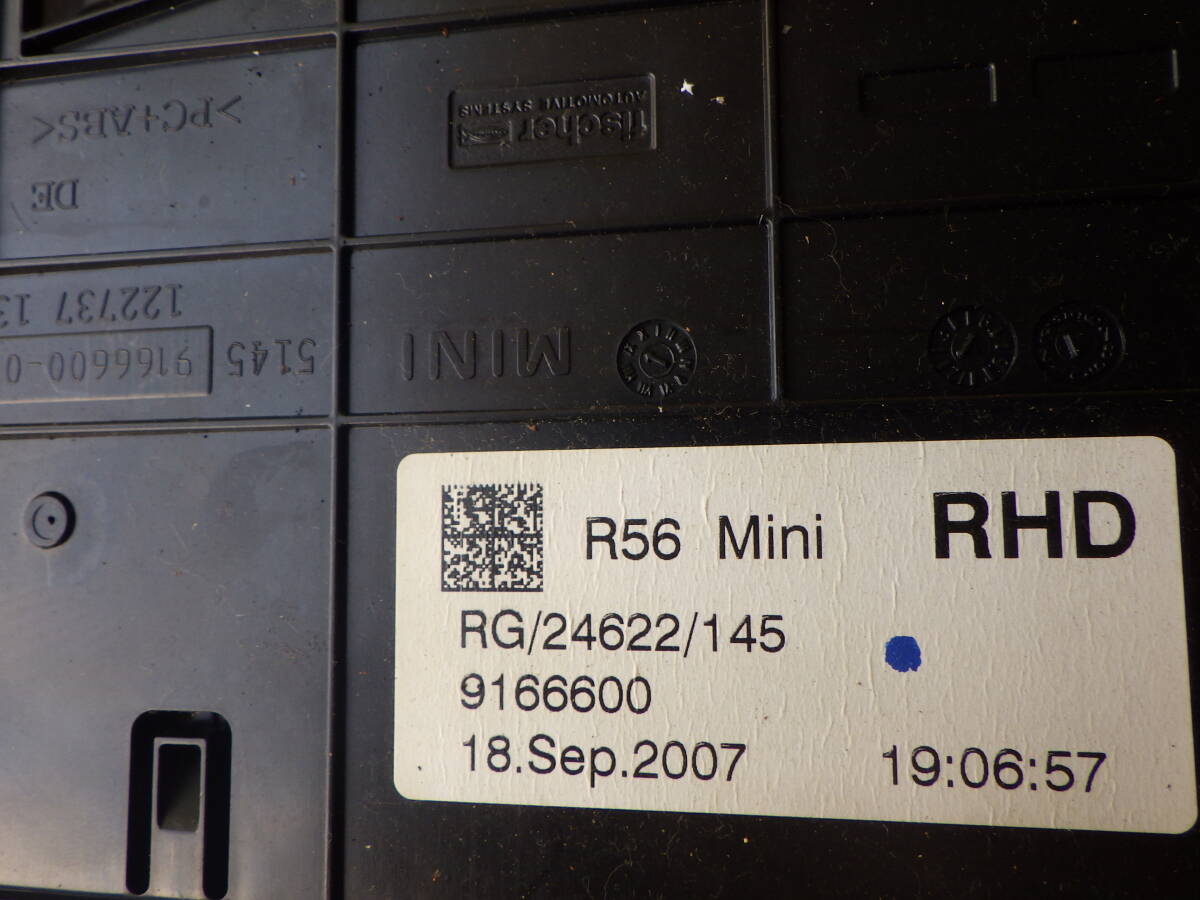 >PC+ABS<
DE
fischer
AUTOMOTIVE SYSTEMS
122737 13
5145
9166600-0
MINI
R56 Mini
RHD
RG/24622/145
9166600
18.Sep.2007
19:06:57